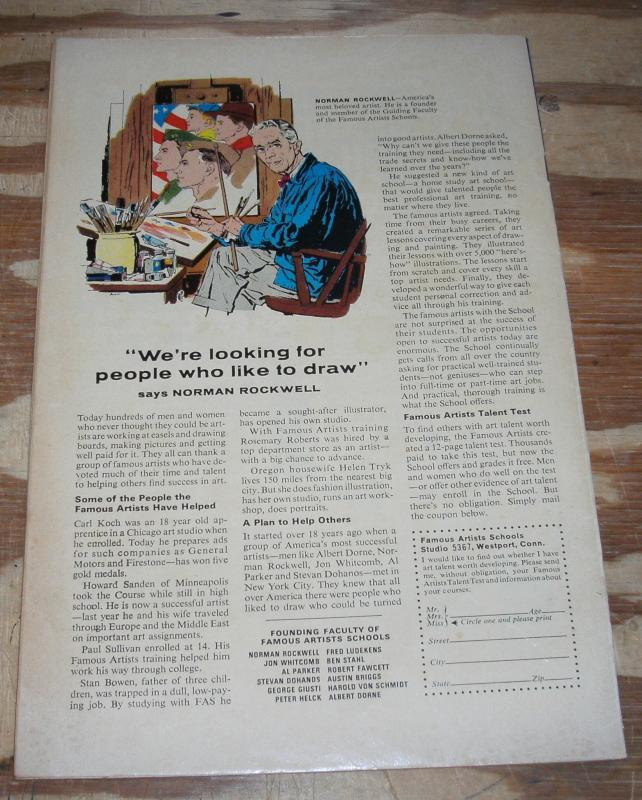 NORMAN ROCKWELL—America's
most beloved artist. He is a founder
and member of the Guiding Faculty
of the Famous Artists Schools.
"We're looking for
people who like to draw"
says NORMAN ROCKWELL
Today hundreds of men and women
who never thought they could be art-
ists are working at easels and drawing
boards, making pictures and getting
well paid for it. They all can thank a
group of famous artists who have de-
voted much of their time and talent
to helping others find success in art.
Some of the People the
Famous Artists Have Helped
Carl Koch was an 18 year old ap-
prentice in a Chicago art studio when
he enrolled. Today he prepares ads
for such companies as General
Motors and Firestone—has won five
gold medals.
Howard Sanden of Minneapolis
took the Course while still in high
school. He is now a successful artist
—last year he and his wife traveled
through Europe and the Middle East
on important art assignments.
Paul Sullivan enrolled at 14. His
Famous Artists training helped him
work his way through college.
Stan Bowen, father of three chil-
dren, was trapped in a dull, low-pay-
ing job. By studying with FAS he
became a sought-after illustrator,
has opened his own studio.
With Famous Artists training
Rosemary Roberts was hired by a
top department store as an artist—
with a big chance to advance.
Oregon housewife Helen Tryk
lives 150 miles from the nearest big
city. But she does fashion illustration,
has her own studio, runs an art work-
shop, does portraits.
A Plan to Help Others
It started over 18 years ago when a
group of America's most successful
artists—men like Albert Dorne, Nor-
man Rockwell, Jon Whitcomb, Al
Parker and Stevan Dohanos—met in
New York City. They knew that all
over America there were people who
liked to draw who could be turned
into good artists. Albert Dorne asked,
"Why can't we give these people the
training they need—including all the
trade secrets and know-how we've
learned over the years?"
He suggested a new kind of art
school—a home study art school—
that would give talented people the
best professional art training, no
matter where they live.
The famous artists agreed. Taking
time from their busy careers, they
created a remarkable series of art
lessons covering every aspect of draw-
ing and painting. They illustrated
their lessons with over 5,000 "here's-
how" illustrations. The lessons start
from scratch and cover every skill a
top artist needs. Finally, they de-
veloped a wonderful way to give each
student personal correction and ad-
vice all through his training.
The famous artists with the School
are not surprised at the success of
their students. The opportunities
open to successful artists today are
enormous. The School continually
gets calls from all over the country
asking for practical well-trained stu-
dents—not geniuses—who can step
into full-time or part-time art jobs.
And practical, thorough training is
what the School offers.
Famous Artists Talent Test
To find others with art talent worth
developing, the Famous Artists cre-
ated a 12-page talent test. Thousands
paid to take this test, but now the
School offers and grades it free. Men
and women who do well on the test
—or offer other evidence of art talent
—may enroll in the School. But
there's no obligation. Simply mail
the coupon below.
FOUNDING FACULTY OF
FAMOUS ARTISTS SCHOOLS
NORMAN ROCKWELL FRED LUDEKENS
JON WHITCOMB BEN STAHL
AL PARKER ROBERT FAWCETT
STEVAN DOHANOS AUSTIN BRIGGS
GEORGE GIUSTI HAROLD VON SCHMIDT
PETER HELCK ALBERT DORNE
Famous Artists Schools
Studio 5367, Westport, Conn.
I would like to find out whether I have
art talent worth developing. Please send
me, without obligation, your Famous
Artists Talent Test and information about
your courses.
Mr.
Mrs. Age
Miss Circle one and please print
Street
City
State Zip